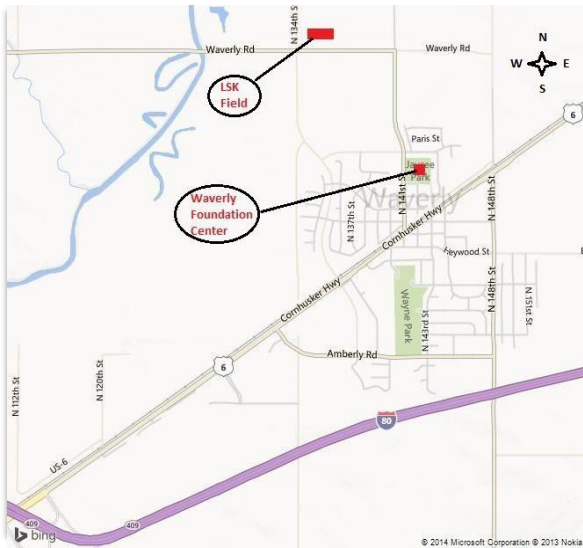 N 134th St
Waverly Rd
Waverly Rd
N
W E
S
LSK
Field
6
Paris St
Jaycee
Park
N 141st St
N 148th St
Waverly
Foundation
Center
Waverly
N 137th St
Cornhusker Hwy
Heywood St
Cornhusker Hwy
Wayne Park
N 143rd St
N 148th St
N 151st St
Amberly Rd
6
N 112th St
N 120th St
80
US-6
409
409
bing
© 2014 Microsoft Corporation © 2013 Nokia